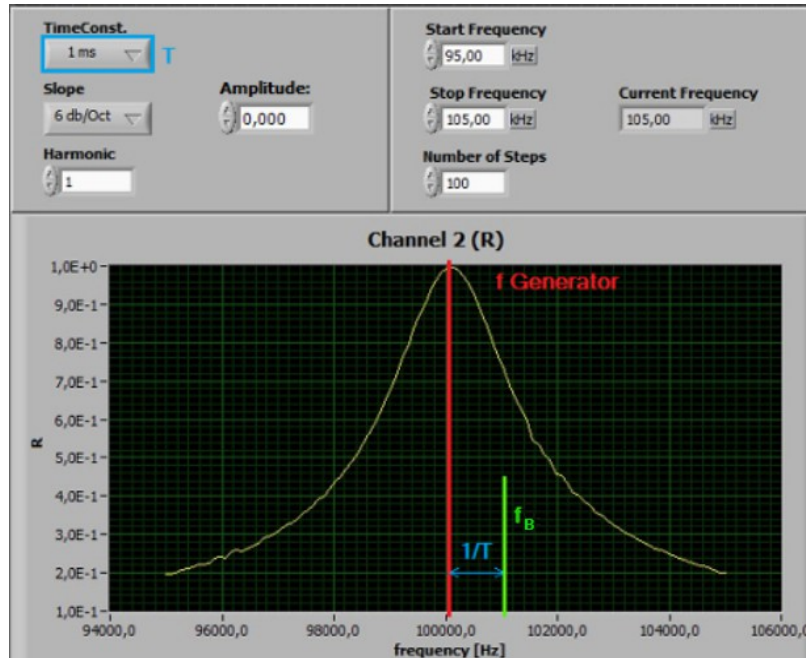 TimeConst.
1 ms
T
Slope
6 db/Oct
Amplitude:
0,000
Harmonic
1
Start Frequency
95,00 kHz
Stop Frequency
105,00 kHz
Current Frequency
105,00 kHz
Number of Steps
100
Channel 2 (R)
1,0E+0
9,0E-1
8,0E-1
7,0E-1
6,0E-1
5,0E-1
4,0E-1
3,0E-1
2,0E-1
1,0E-1
R
f Generator
f B
1/T
94000,0 96000,0 98000,0 100000,0 102000,0 104000,0 106000,0
frequency [Hz]